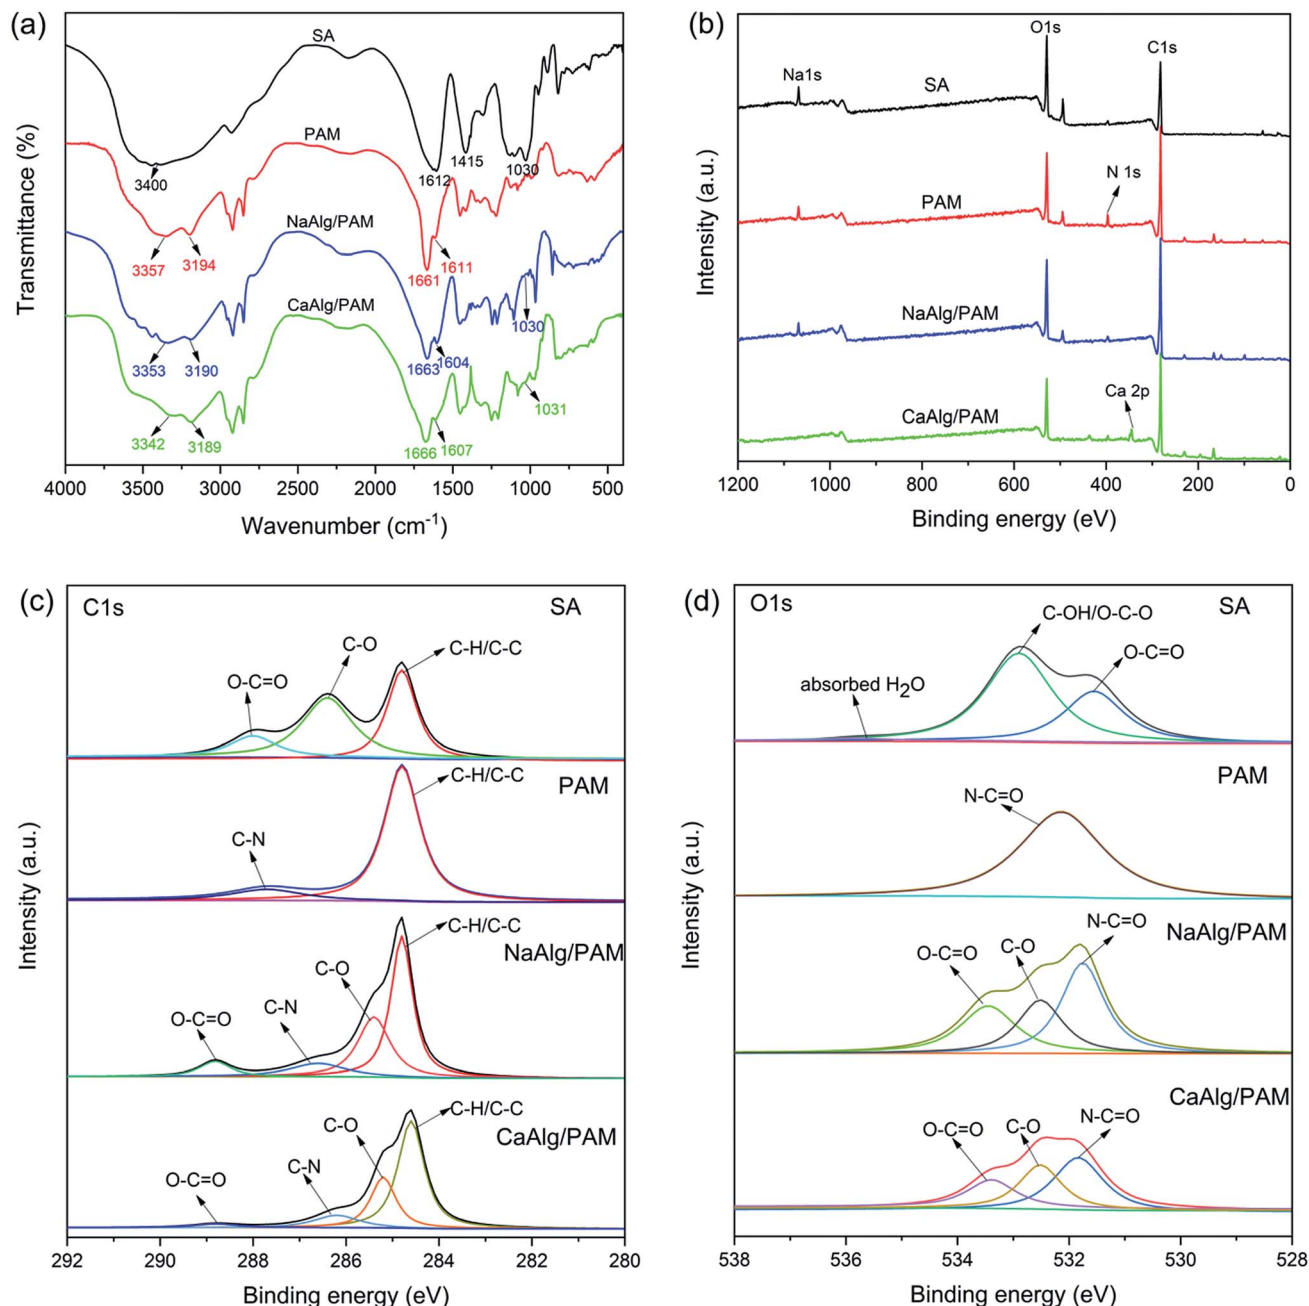 (a)
SA
3400
1612
1415
1030
PAM
3357
3194
1661
1611
NaAlg/PAM
3353
3190
1663
1604
1030
CaAlg/PAM
3342
3189
1666
1607
1031
Transmittance (%)
4000 3500 3000 2500 2000 1500 1000 500
Wavenumber (cm⁻¹)
(b)
O1s
C1s
Na1s
SA
N 1s
PAM
NaAlg/PAM
Ca 2p
CaAlg/PAM
Intensity (a.u.)
1200 1000 800 600 400 200 0
Binding energy (eV)
(c)
C1s
SA
C-O
C-H/C-C
O-C=O
PAM
C-H/C-C
C-N
NaAlg/PAM
C-H/C-C
C-O
C-N
O-C=O
CaAlg/PAM
C-H/C-C
C-O
C-N
O-C=O
Intensity (a.u.)
292 290 288 286 284 282 280
Binding energy (eV)
(d)
O1s
SA
C-OH/O-C-O
O-C=O
absorbed H₂O
PAM
N-C=O
NaAlg/PAM
N-C=O
C-O
O-C=O
CaAlg/PAM
N-C=O
C-O
O-C=O
Intensity (a.u.)
538 536 534 532 530 528
Binding energy (eV)